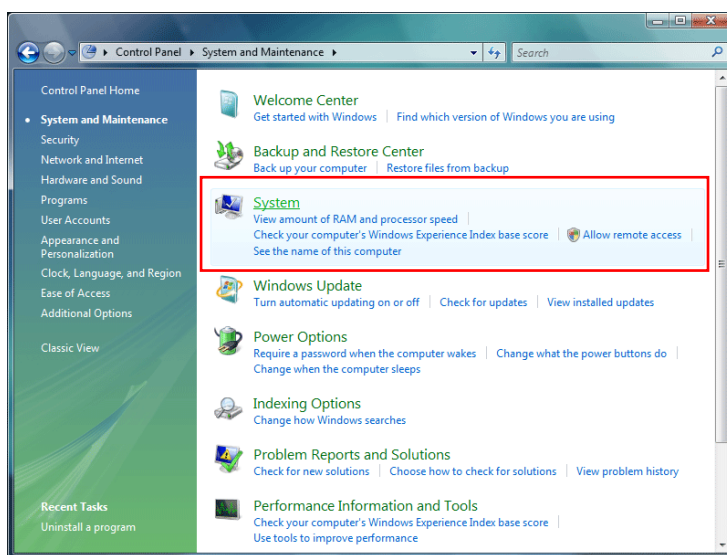 Control Panel System and Maintenance
Search
Control Panel Home
System and Maintenance
Security
Network and Internet
Hardware and Sound
Programs
User Accounts
Appearance and
Personalization
Clock, Language, and Region
Ease of Access
Additional Options
Classic View
Recent Tasks
Uninstall a program
Welcome Center
Get started with Windows Find which version of Windows you are using
Backup and Restore Center
Back up your computer Restore files from backup
System
View amount of RAM and processor speed
Check your computer's Windows Experience Index base score Allow remote access
See the name of this computer
Windows Update
Turn automatic updating on or off Check for updates View installed updates
Power Options
Require a password when the computer wakes Change what the power buttons do
Change when the computer sleeps
Indexing Options
Change how Windows searches
Problem Reports and Solutions
Check for new solutions Choose how to check for solutions View problem history
Performance Information and Tools
Check your computer's Windows Experience Index base score
Use tools to improve performance